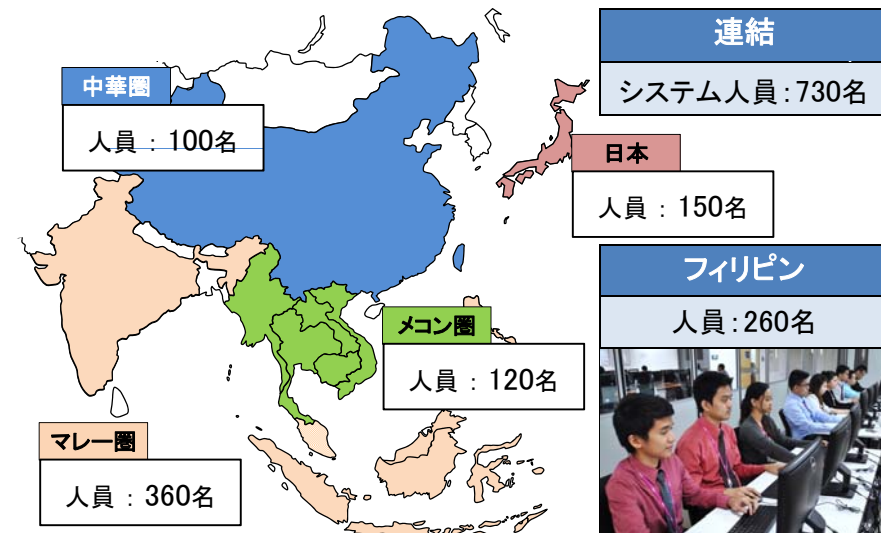 連結
システム人員:730名
中華圏
人員 : 100名
日本
人員 : 150名
フィリピン
人員:260名
メコン圏
人員 : 120名
マレー圏
人員 : 360名